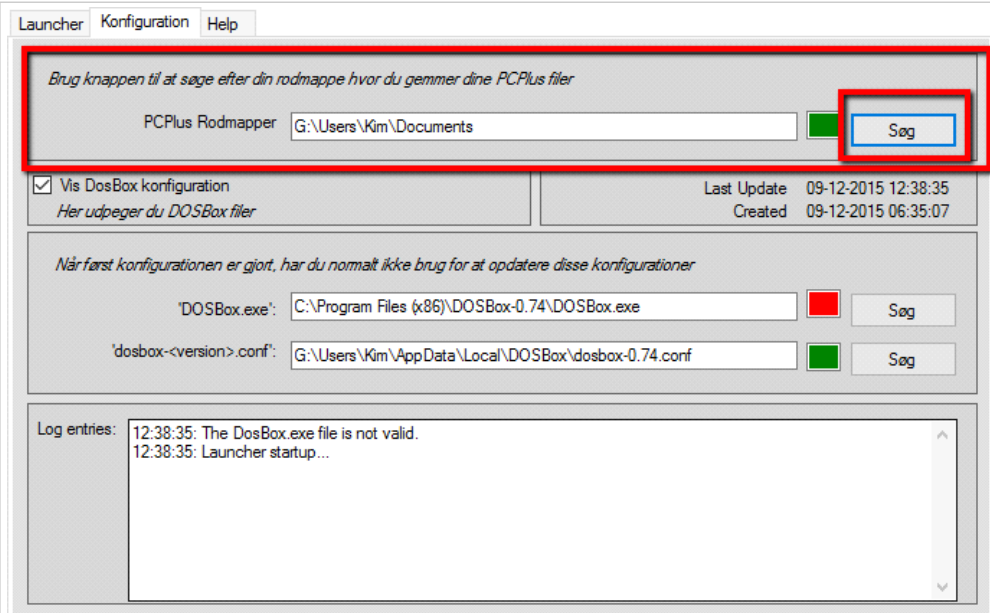 Launcher Konfiguration Help
Brug knappen til at søge efter din rodmappe hvor du gemmer dine PCPlus filer
PCPlus Rodmapper G:\Users\Kim\Documents Søg
Vis DosBox konfiguration
Her udpeger du DOSBox filer
Last Update 09-12-2015 12:38:35
Created 09-12-2015 06:35:07
Når først konfigurationen er gjort, har du normalt ikke brug for at opdatere disse konfigurationer
"DOSBox.exe": C:\Program Files (x86)\DOSBox-0.74\DOSBox.exe Søg
"dosbox-<version>.conf": G:\Users\Kim\AppData\Local\DOSBox\dosbox-0.74.conf Søg
Log entries: 12:38:35: The DosBox.exe file is not valid.
12:38:35: Launcher startup...